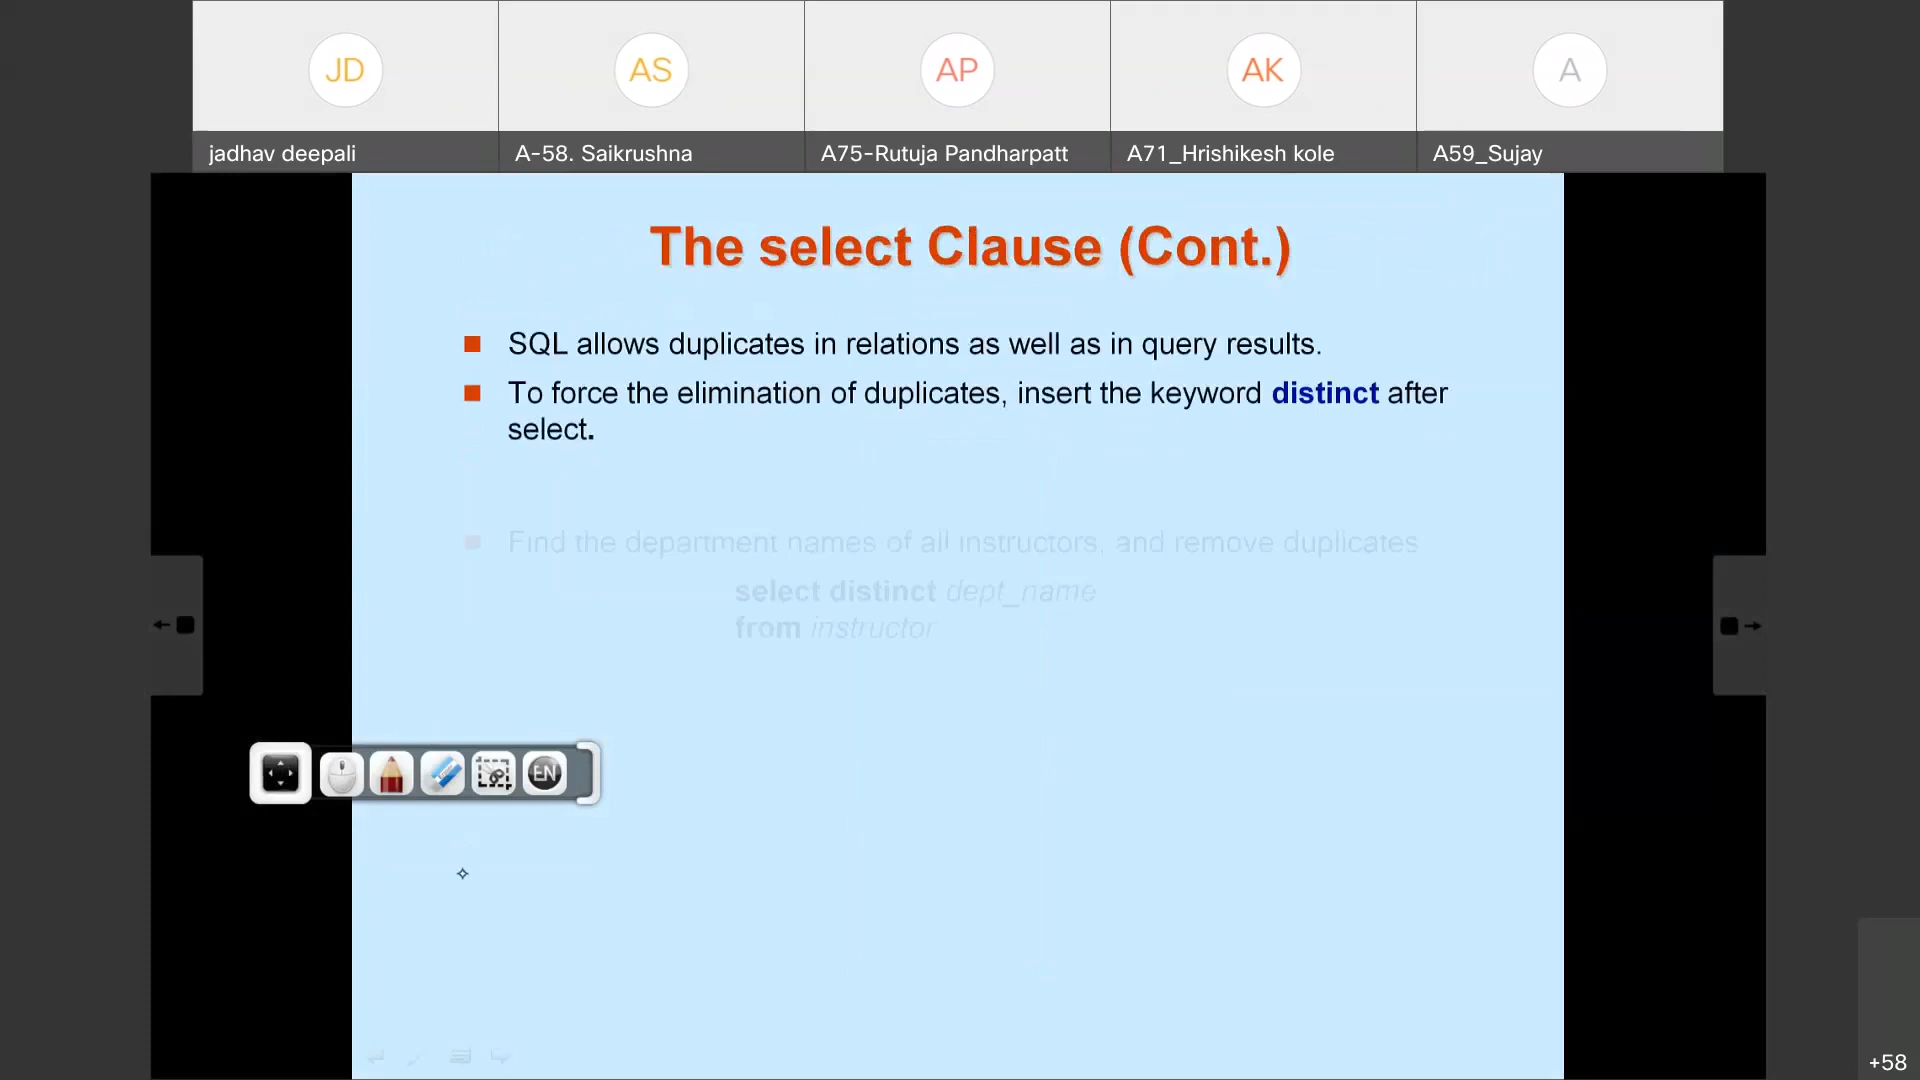 JD
AS
AP
AK
A
jadhav deepali
A-58. Saikrushna
A75-Rutuja Pandharpatt
A71_Hrishikesh kole
A59_Sujay
The select Clause (Cont.)
SQL allows duplicates in relations as well as in query results.
To force the elimination of duplicates, insert the keyword distinct after
select.
Find the department names of all instructors, and remove duplicates
select distinct dept_name
from instructor
EN
+58